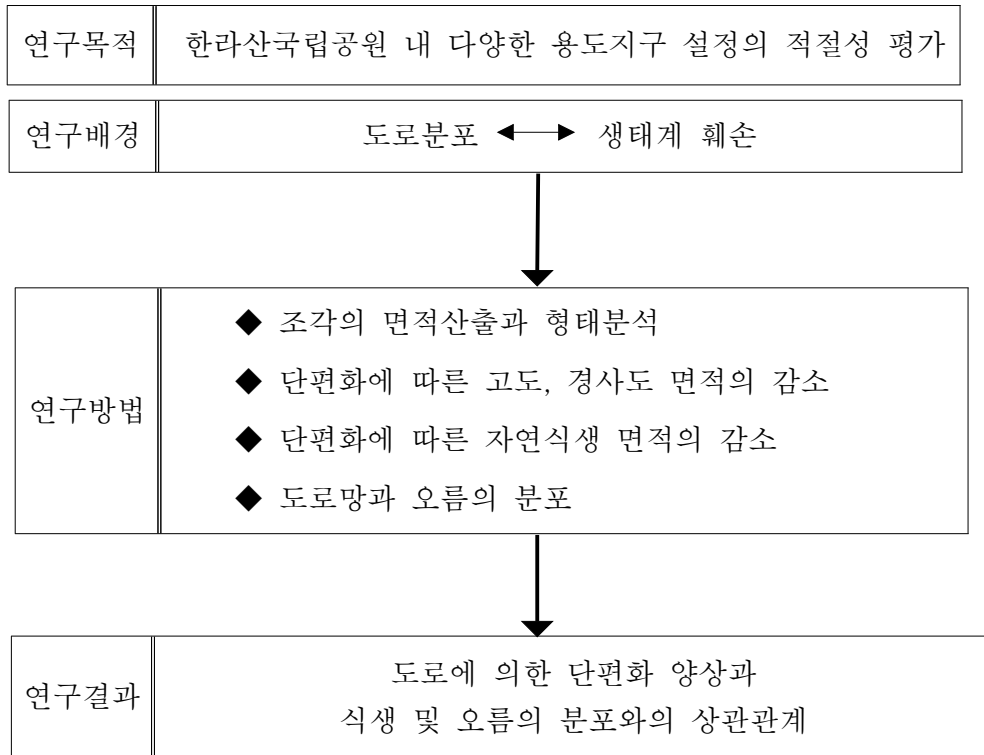 연구목적 한라산국립공원 내 다양한 용도지구 설정의 적절성 평가
연구배경 도로분포 ◀─▶ 생태계 훼손
연구방법
◆ 조각의 면적산출과 형태분석
◆ 단편화에 따른 고도, 경사도 면적의 감소
◆ 단편화에 따른 자연식생 면적의 감소
◆ 도로망과 오름의 분포
연구결과
도로에 의한 단편화 양상과
식생 및 오름의 분포와의 상관관계